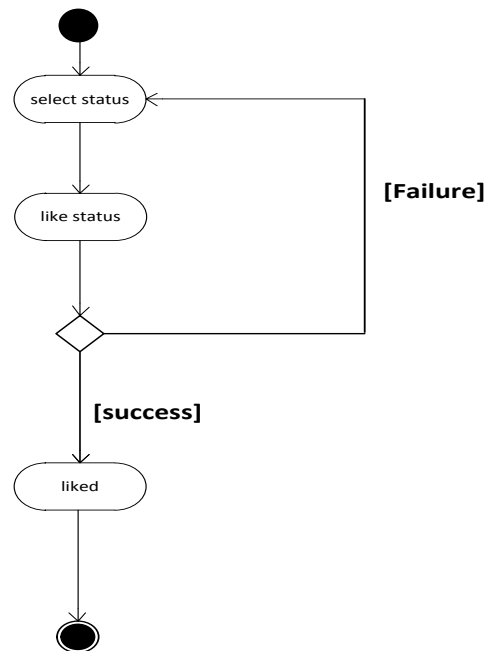 select status
[Failure]
like status
[success]
liked